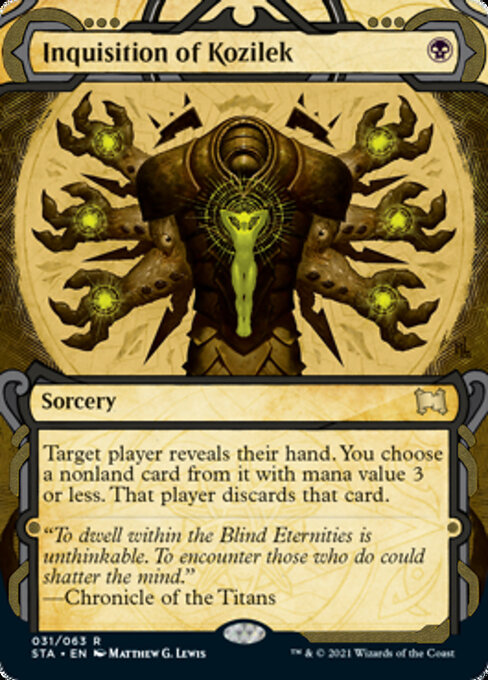 Inquisition of Kozilek
Sorcery
Target player reveals their hand. You choose
a nonland card from it with mana value 3
or less. That player discards that card.
“To dwell within the Blind Eternities is
unthinkable. To encounter those who do could
shatter the mind.”
—Chronicle of the Titans
031/063 R
STA • EN Matthew G. Lewis
™ & © 2021 Wizards of the Coast